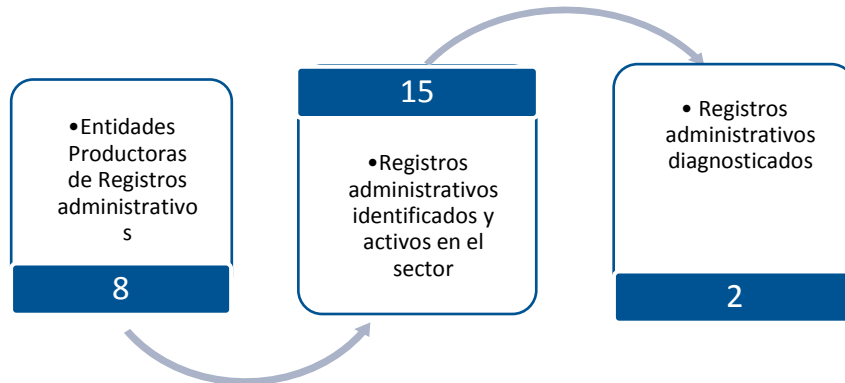 •Entidades
Productoras
de Registros
administrativo
s
8
15
•Registros
administrativos
identificados y
activos en el
sector
• Registros
administrativos
diagnosticados
2